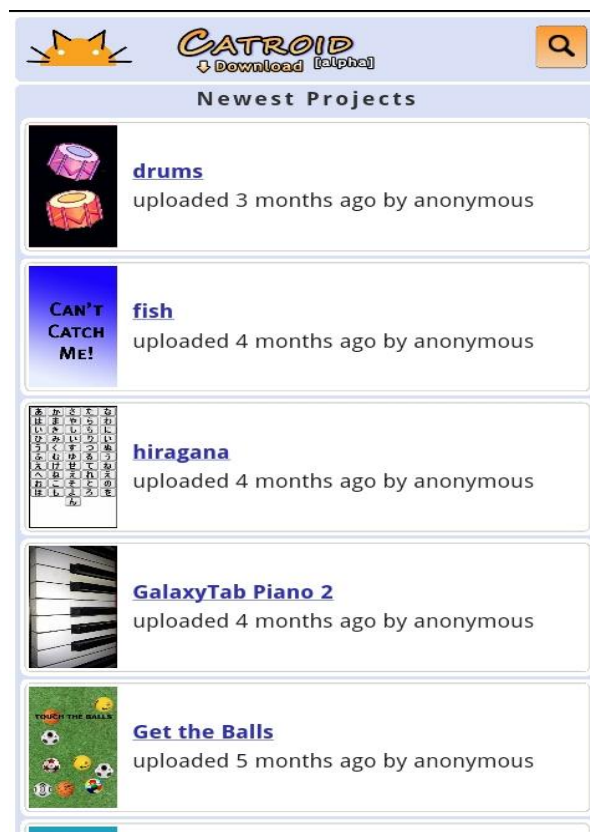 CATROID
Download [alpha]
Newest Projects
drums
uploaded 3 months ago by anonymous
CAN'T
CATCH
ME!
fish
uploaded 4 months ago by anonymous
hiragana
uploaded 4 months ago by anonymous
GalaxyTab Piano 2
uploaded 4 months ago by anonymous
TOUCH THE BALLS
Get the Balls
uploaded 5 months ago by anonymous